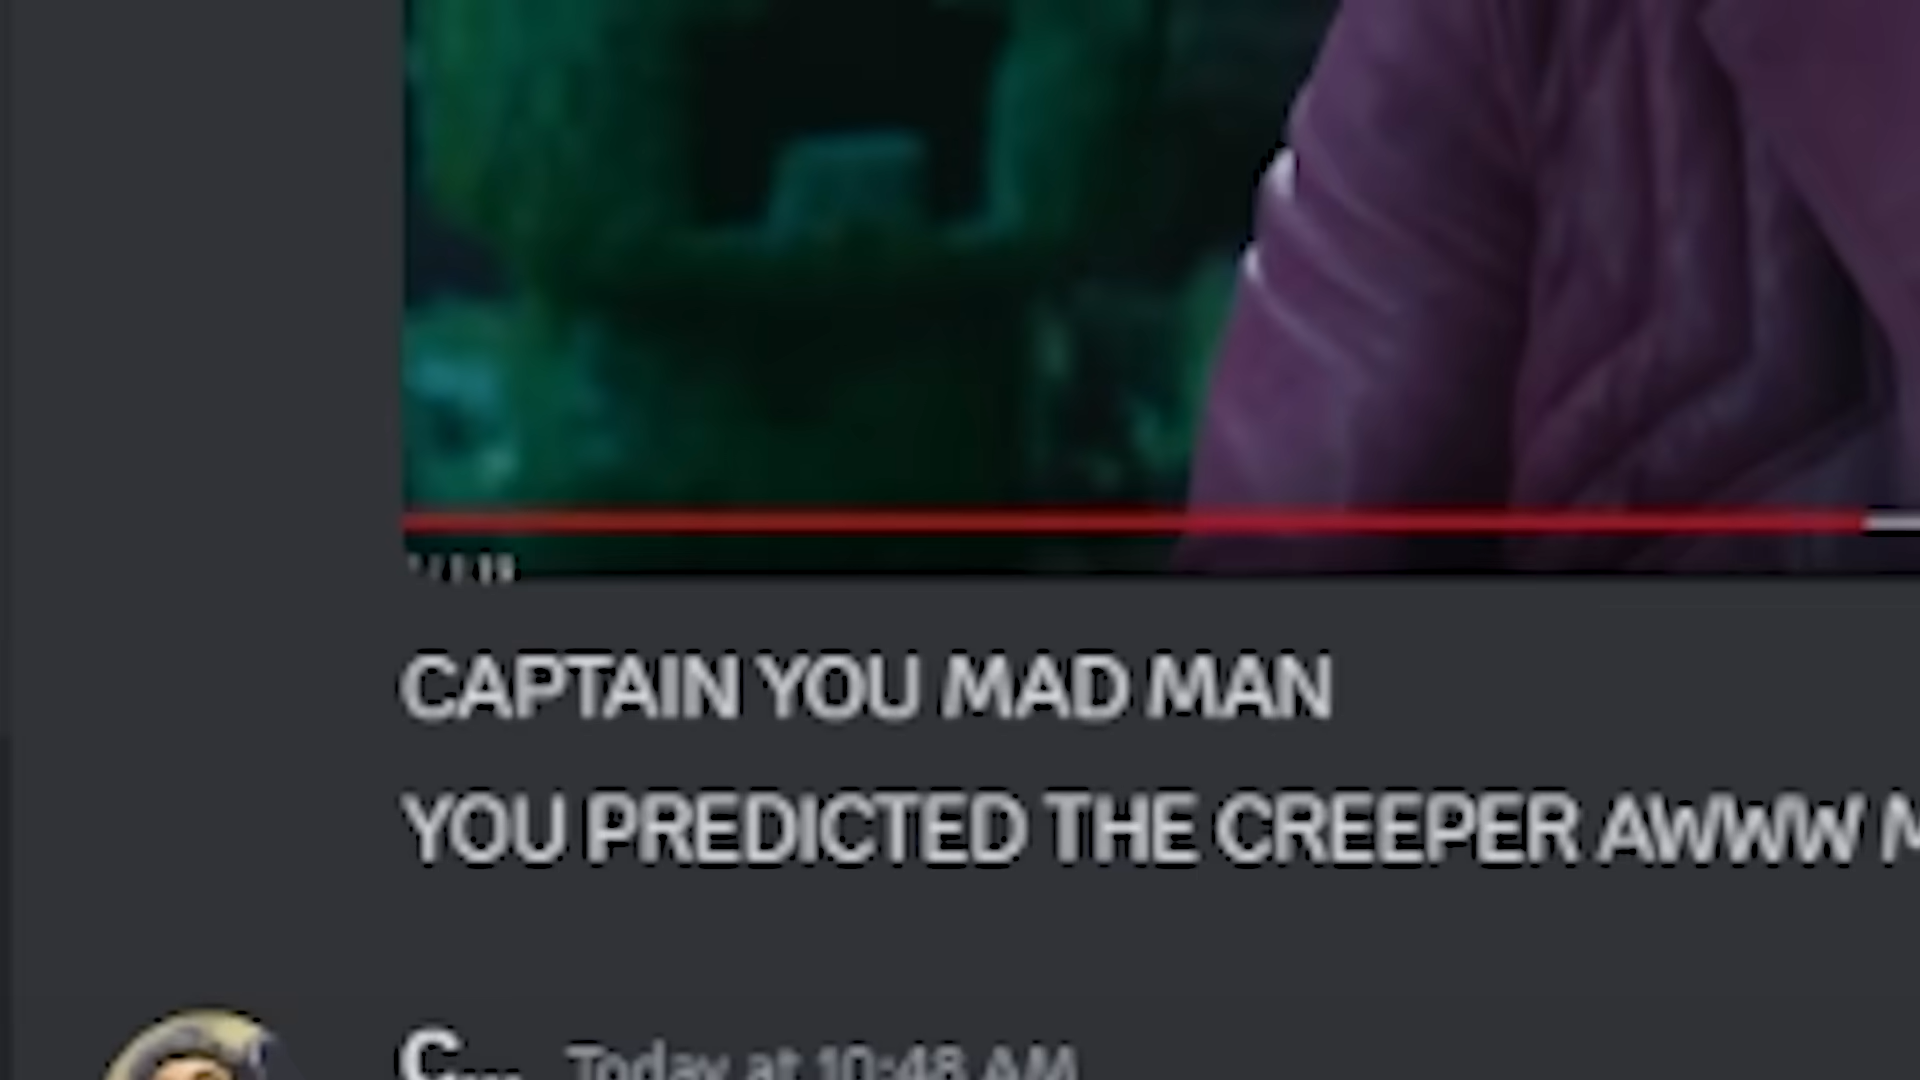 CAPTAIN YOU MAD MAN
YOU PREDICTED THE CREEPER AWWW
Today at 10:48 AM